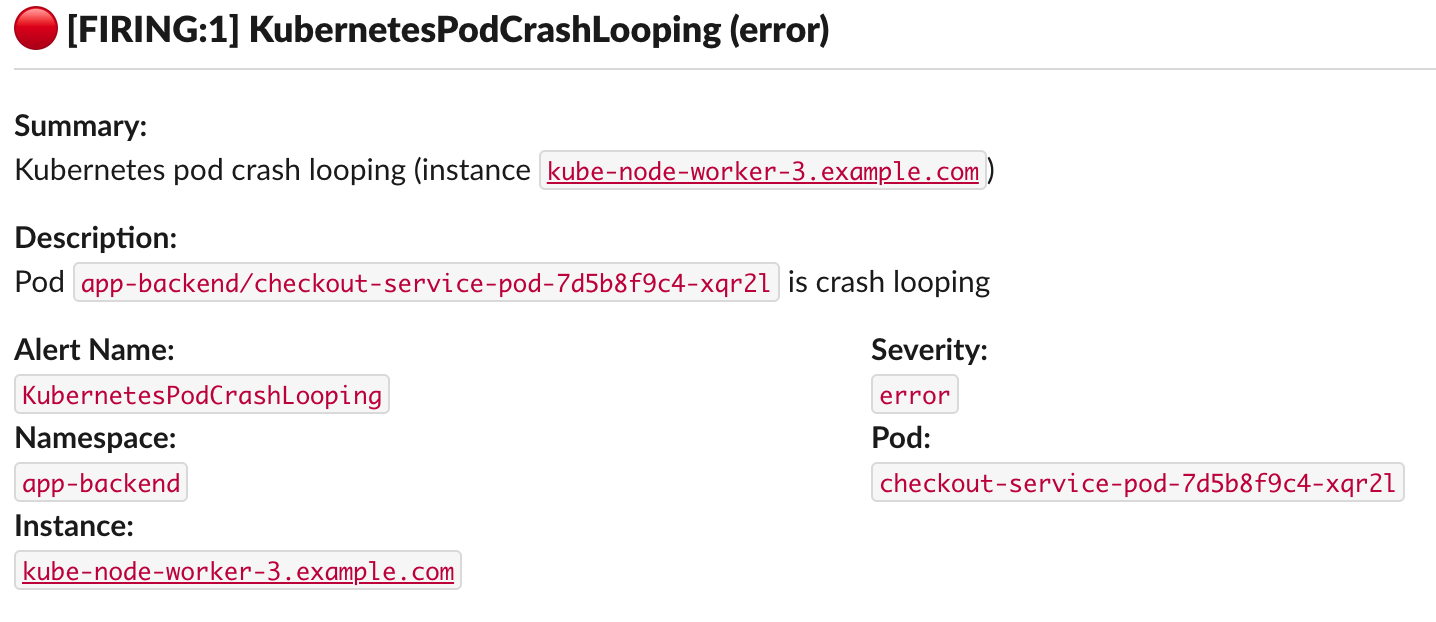 [FIRING:1] KubernetesPodCrashLooping (error)
Summary:
Kubernetes pod crash looping (instance kube-node-worker-3.example.com)
Description:
Pod app-backend/checkout-service-pod-7d5b8f9c4-xqr2l is crash looping
Alert Name:
KubernetesPodCrashLooping
Severity:
error
Namespace:
app-backend
Pod:
checkout-service-pod-7d5b8f9c4-xqr2l
Instance:
kube-node-worker-3.example.com